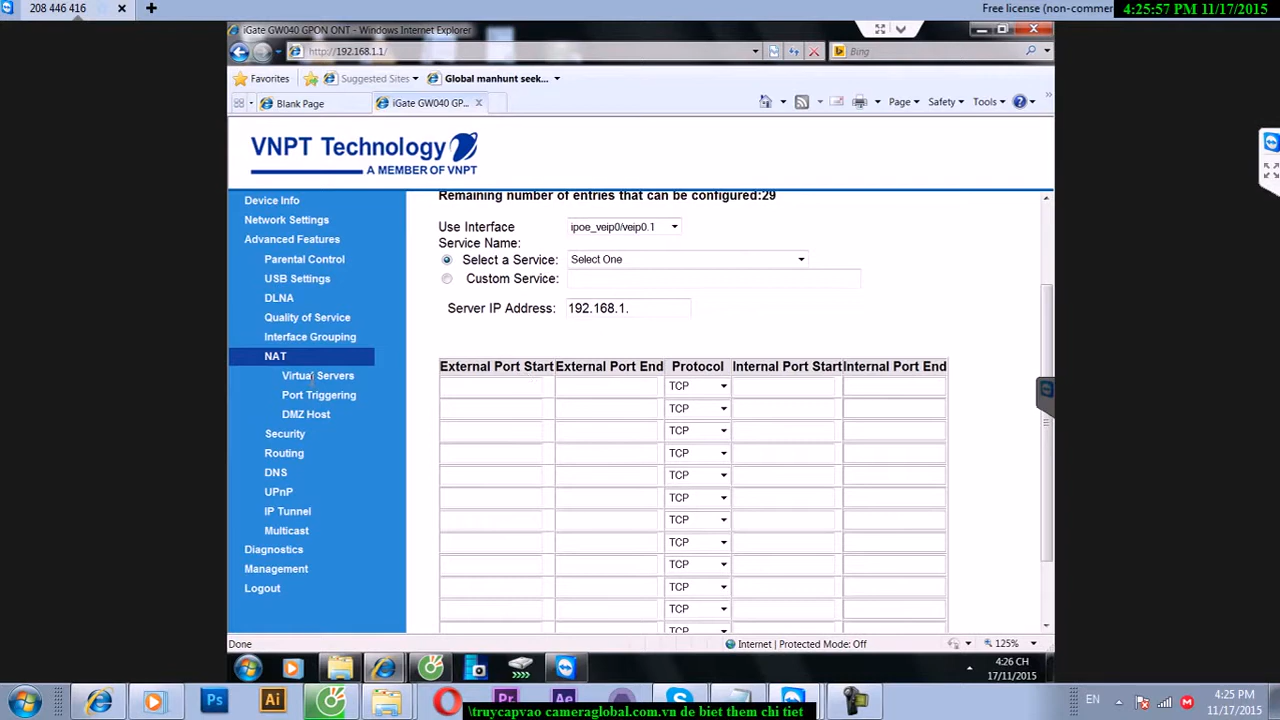 208 446 416
Free license (non-commer
4:25:57 PM 11/17/2015
iGate GW040 GPON ONT - Windows Internet Explorer
http://192.168.1.1/
Bing
Favorites
Suggested Sites
Global manhunt seek...
Blank Page
iGate GW040 GP...
Page
Safety
Tools
VNPT Technology
A MEMBER OF VNPT
Device Info
Network Settings
Advanced Features
Parental Control
USB Settings
DLNA
Quality of Service
Interface Grouping
NAT
Virtual Servers
Port Triggering
DMZ Host
Security
Routing
DNS
UPnP
IP Tunnel
Multicast
Diagnostics
Management
Logout
Remaining number of entries that can be configured:29
Use Interface ipoe_veip0/veip0.1
Service Name:
Select a Service: Select One
Custom Service:
Server IP Address: 192.168.1.
External Port Start External Port End Protocol Internal Port Start Internal Port End
TCP
TCP
TCP
TCP
TCP
TCP
TCP
TCP
TCP
TCP
TCP
TCP
Done
Internet | Protected Mode: Off
125%
4:26 CH
17/11/2015
Ps
Ai
Pr
Ae
EN
4:25 PM
11/17/2015
\truycapvao cameraglobal.com.vn de biet them chi tiet